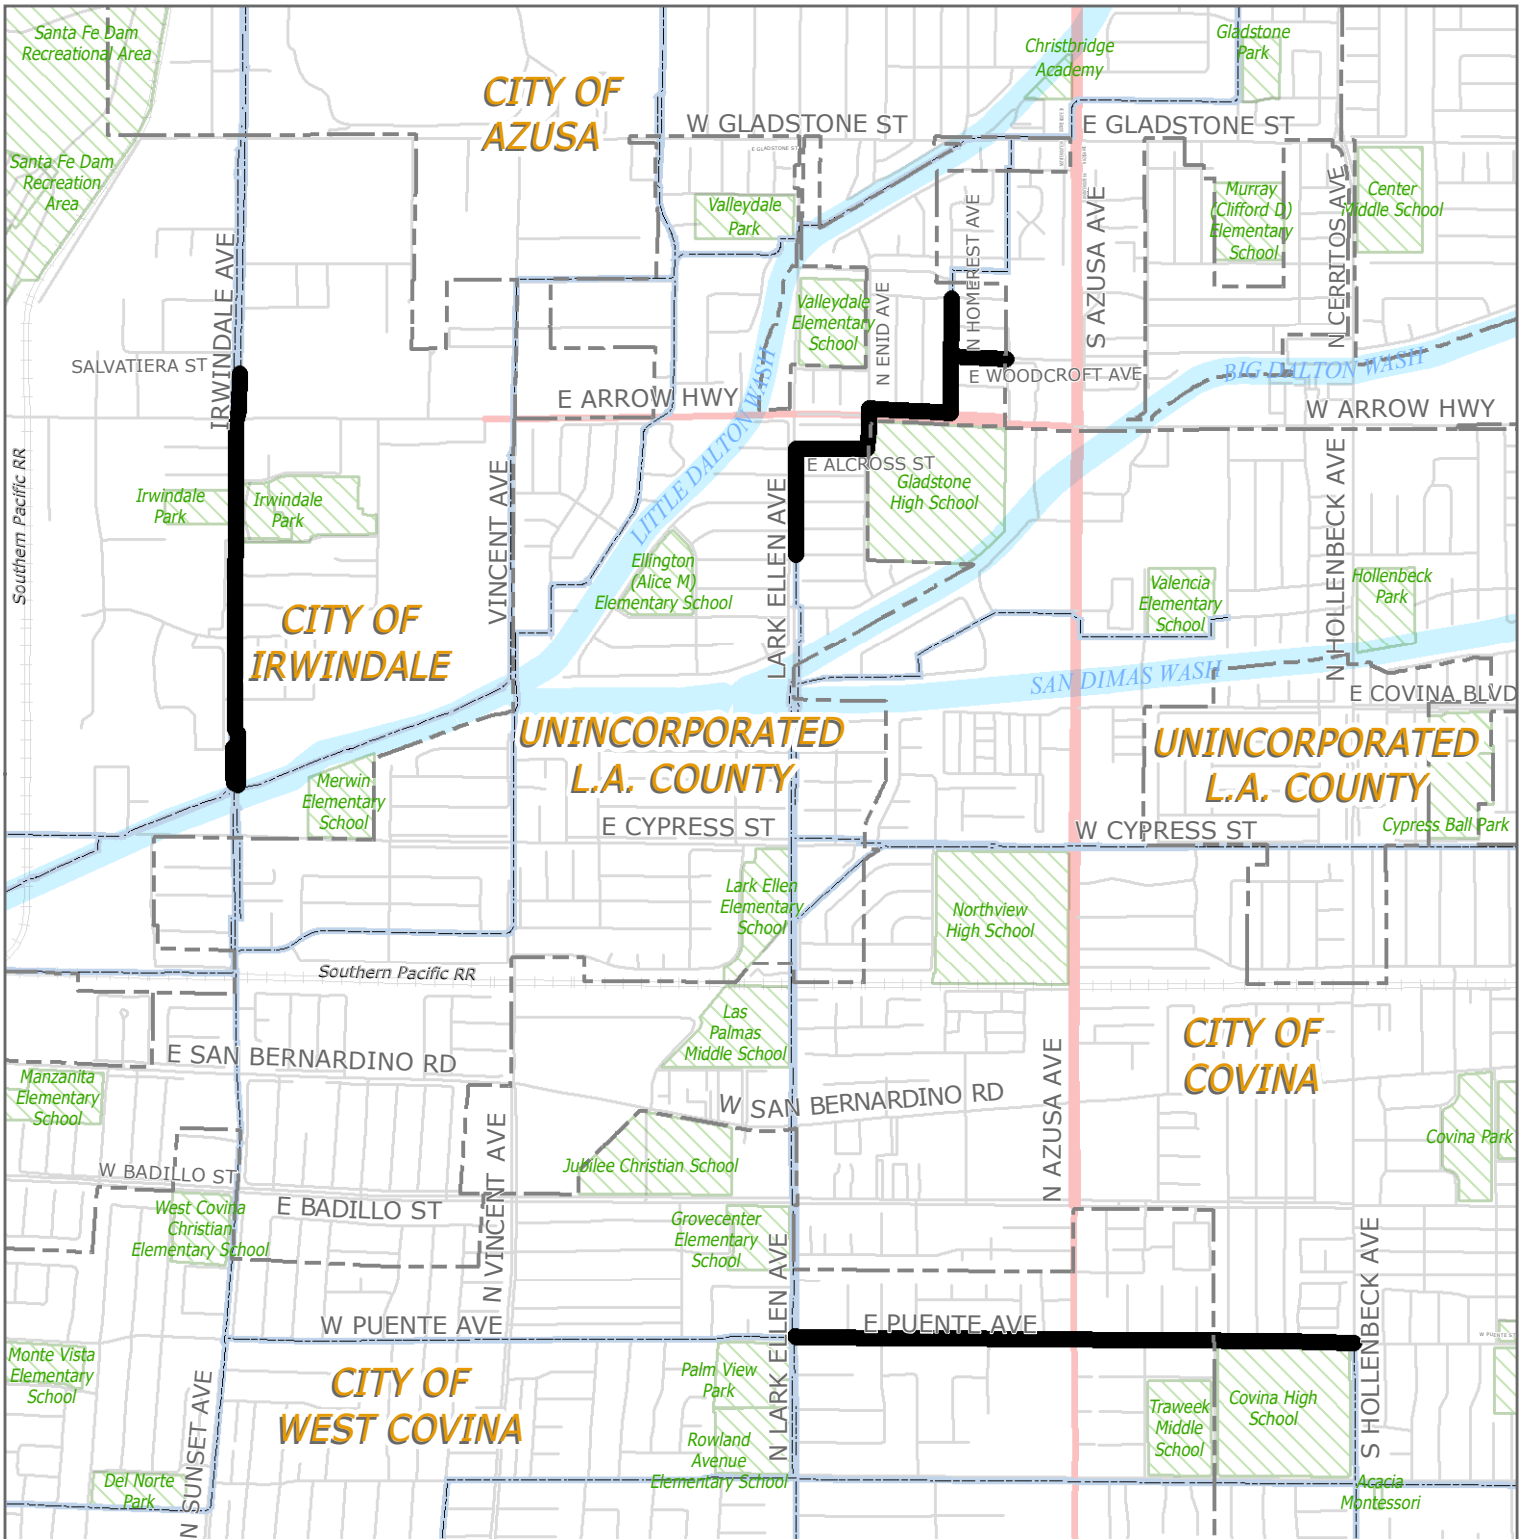 Santa Fe Dam
Recreational Area
CITY OF
AZUSA
Christbridge
Academy
Gladstone
Park
W GLADSTONE ST
E GLADSTONE ST
E GLADSTONE ST
Santa Fe Dam
Recreation
Area
Valleydale
Park
Murray
(Clifford D)
Elementary
School
Center
Middle School
IRWINDALE AVE
N HOMEREST AVE
S AZUSA AVE
N CERRITOS AVE
Valleydale
Elementary
School
N ENID AVE
SALVATIERA ST
E WOODCROFT AVE
BIG DALTON WASH
E ARROW HWY
W ARROW HWY
LITTLE DALTON WASH
E ALCROSS ST
Gladstone
High School
Southern Pacific RR
Irwindale
Park
Irwindale
Park
VINCENT AVE
LARK ELLEN AVE
N HOLLENBECK AVE
Ellington
(Alice M)
Elementary School
Valencia
Elementary
School
Hollenbeck
Park
CITY OF
IRWINDALE
SAN DIMAS WASH
E COVINA BLVD
UNINCORPORATED
L.A. COUNTY
UNINCORPORATED
L.A. COUNTY
Merwin
Elementary
School
E CYPRESS ST
W CYPRESS ST
Cypress Ball Park
Lark Ellen
Elementary
School
Northview
High School
Southern Pacific RR
Las
Palmas
Middle School
CITY OF
COVINA
E SAN BERNARDINO RD
W SAN BERNARDINO RD
Manzanita
Elementary
School
N AZUSA AVE
Covina Park
N VINCENT AVE
Jubilee Christian School
W BADILLO ST
E BADILLO ST
West Covina
Christian
Elementary School
Grovecenter
Elementary
School
N LARK ELLEN AVE
S HOLLENBECK AVE
W PUENTE AVE
E PUENTE AVE
W PUENTE ST
Monte Vista
Elementary
School
CITY OF
WEST COVINA
Palm View
Park
Traweek
Middle
School
Covina High
School
N SUNSET AVE
Rowland
Avenue
Elementary School
Del Norte
Park
Acacia
Montessori